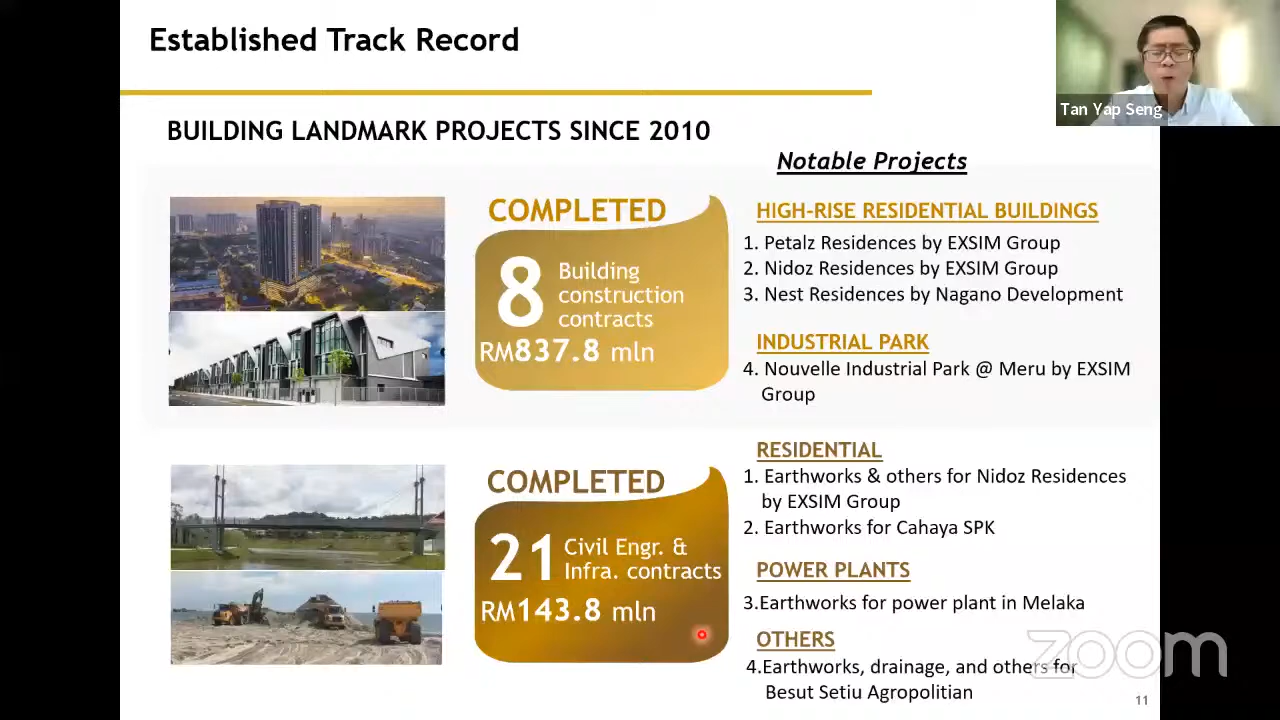 Established Track Record
Tan Yap Seng
BUILDING LANDMARK PROJECTS SINCE 2010
Notable Projects
COMPLETED
8 Building
construction
contracts
RM837.8 mln
HIGH-RISE RESIDENTIAL BUILDINGS
1. Petalz Residences by EXSIM Group
2. Nidoz Residences by EXSIM Group
3. Nest Residences by Nagano Development
INDUSTRIAL PARK
4. Nouvelle Industrial Park @ Meru by EXSIM
Group
COMPLETED
21 Civil Engr. &
Infra. contracts
RM143.8 mln
RESIDENTIAL
1. Earthworks & others for Nidoz Residences
by EXSIM Group
2. Earthworks for Cahaya SPK
POWER PLANTS
3.Earthworks for power plant in Melaka
OTHERS
4.Earthworks, drainage, and others for
Besut Setiu Agropolitian
zoom
11